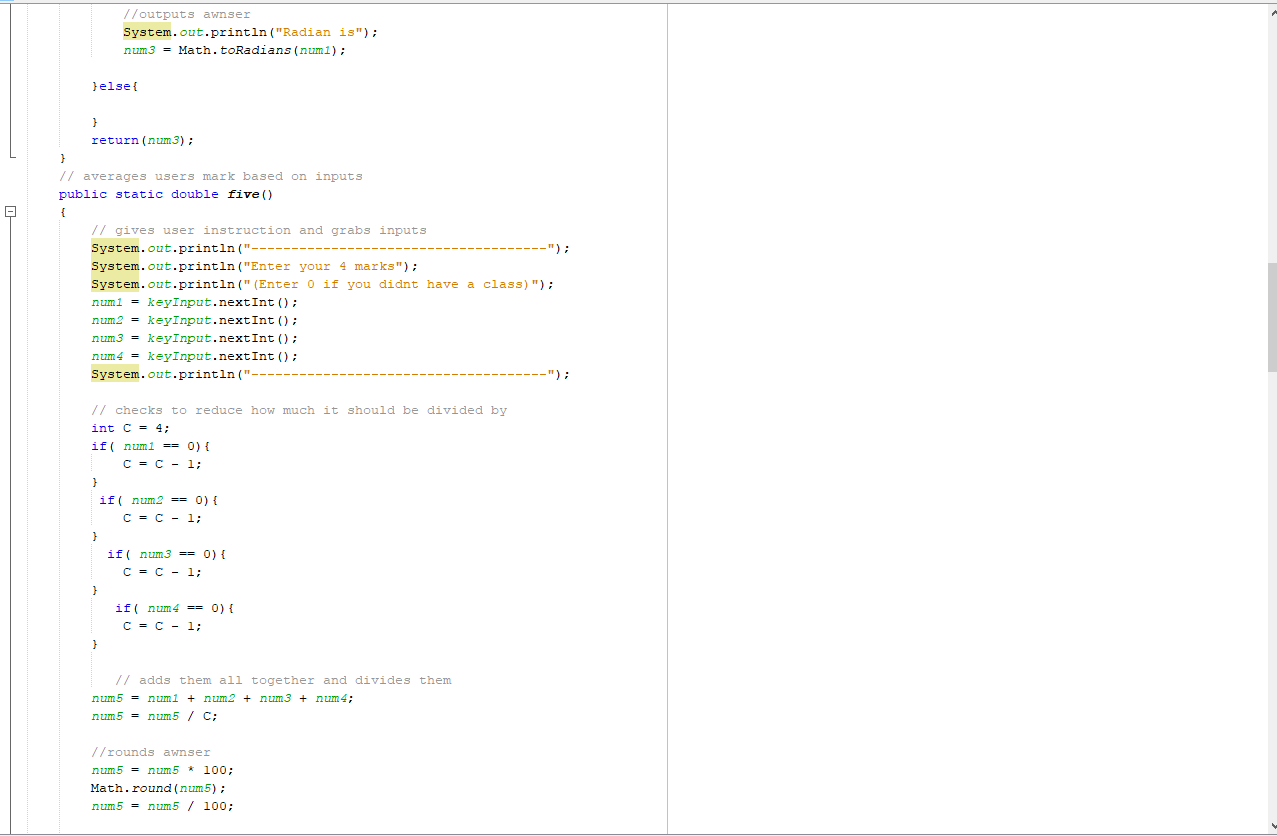 //outputs awnser
System.out.println("Radian is");
num3 = Math.toRadians(num1);
}else{
}
return(num3);
}
// averages users mark based on inputs
public static double five()
{
// gives user instruction and grabs inputs
System.out.println("-------------------------------------");
System.out.println("Enter your 4 marks");
System.out.println("(Enter 0 if you didnt have a class)");
num1 = keyInput.nextInt();
num2 = keyInput.nextInt();
num3 = keyInput.nextInt();
num4 = keyInput.nextInt();
System.out.println("-------------------------------------");
// checks to reduce how much it should be divided by
int C = 4;
if( num1 == 0){
C = C - 1;
}
if( num2 == 0){
C = C - 1;
}
if( num3 == 0){
C = C - 1;
}
if( num4 == 0){
C = C - 1;
}
// adds them all together and divides them
num5 = num1 + num2 + num3 + num4;
num5 = num5 / C;
//rounds awnser
num5 = num5 * 100;
Math.round(num5);
num5 = num5 / 100;